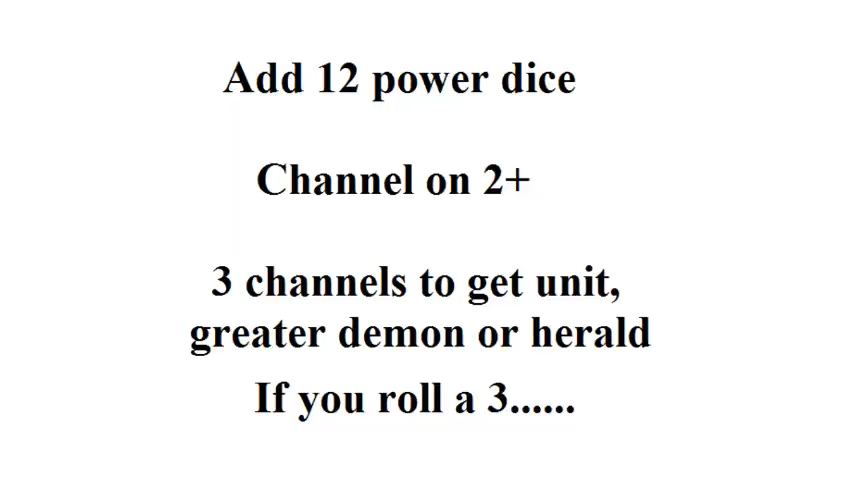 Add 12 power dice
Channel on 2+
3 channels to get unit,
greater demon or herald
If you roll a 3......